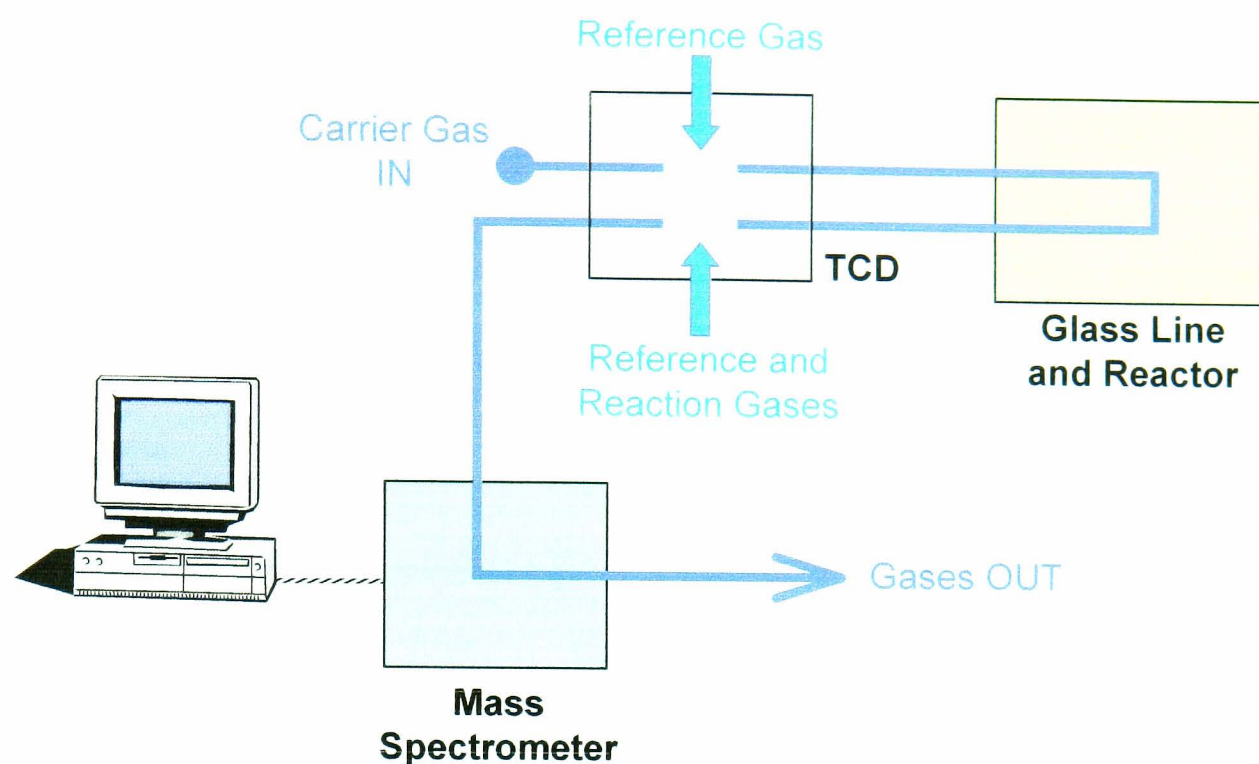 Reference Gas
Carrier Gas
IN
TCD
Glass Line
and Reactor
Reference and
Reaction Gases
Gases OUT
Mass
Spectrometer